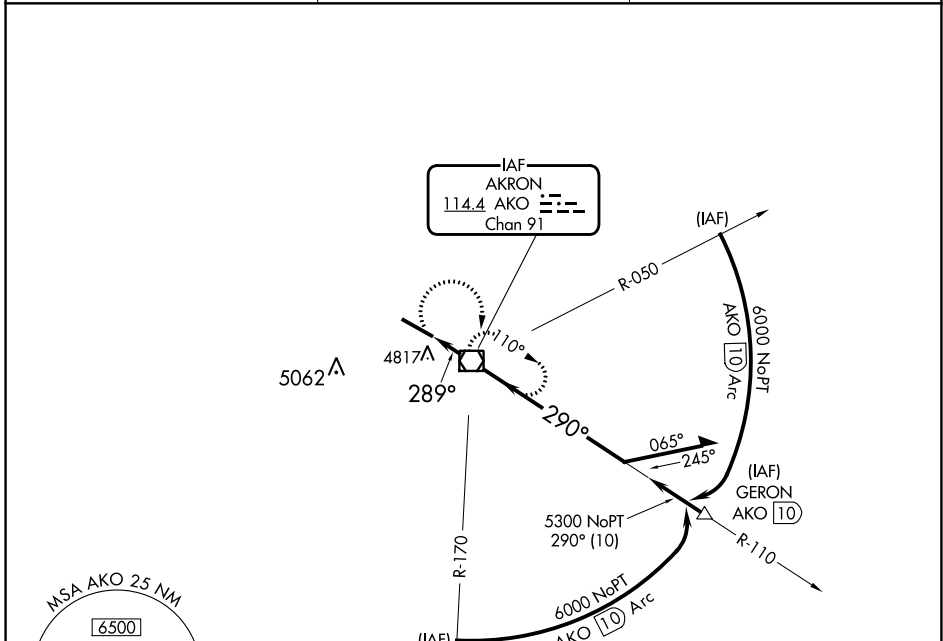 IAF
AKRON
114.4 AKO
Chan 91
(IAF)
R-050
6000 NoPT
AKO 10 Arc
110°
4817
5062
289°
290°
065°
245°
(IAF)
GERON
AKO 10
5300 NoPT
290° (10)
R-110
R-170
6000 NoPT
AKO 10 Arc
(IAF)
MSA AKO 25 NM
6500